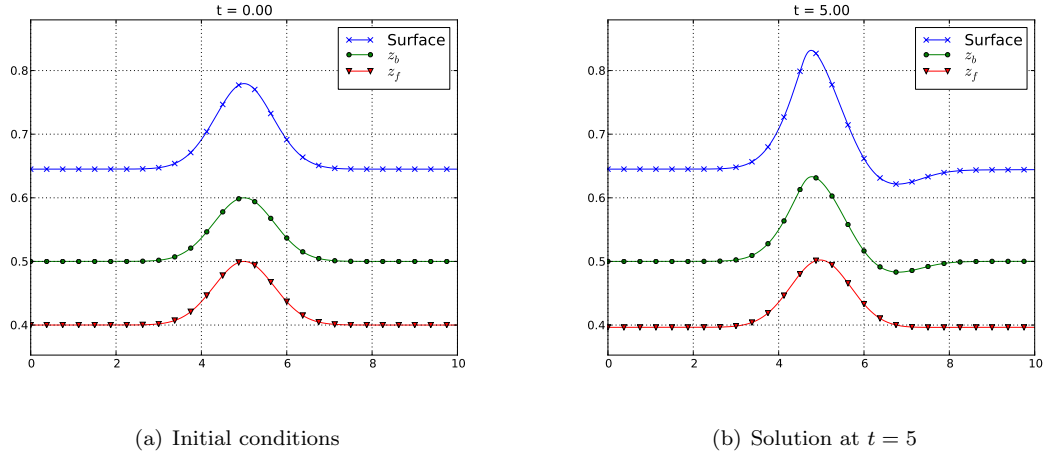 t = 0.00
Surface
z_b
z_f
0.8
0.7
0.6
0.5
0.4
0 2 4 6 8 10
(a) Initial conditions
t = 5.00
Surface
z_b
z_f
0.8
0.7
0.6
0.5
0.4
0 2 4 6 8 10
(b) Solution at t = 5